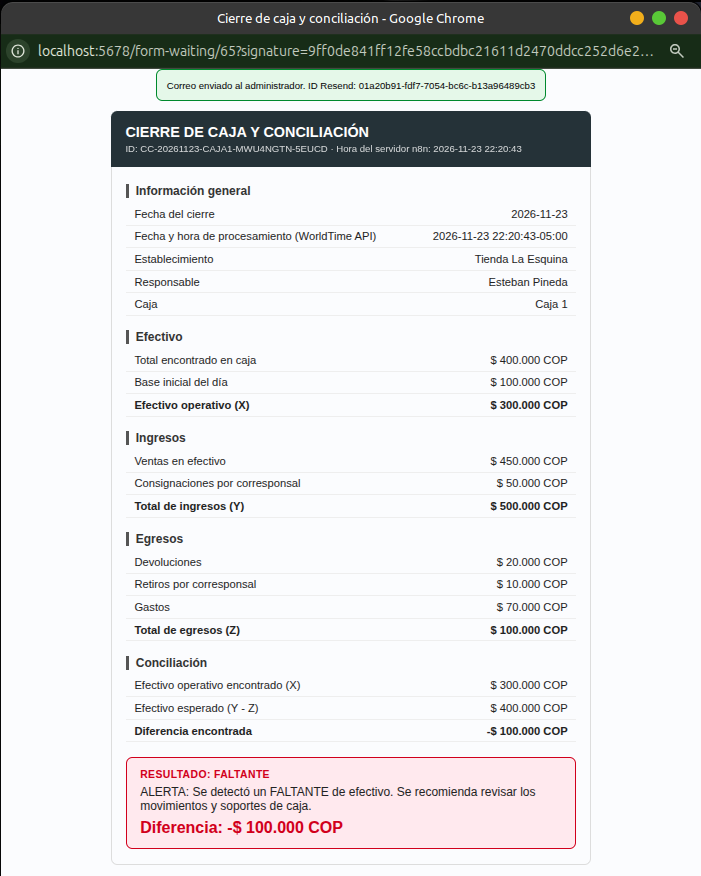 Cierre de caja y conciliación - Google Chrome
localhost:5678/form-waiting/65?signature=9ff0de841ff12fe58ccbdbc21611d2470ddcc252d6e2...
Correo enviado al administrador. ID Resend: 01a20b91-fdf7-7054-bc6c-b13a96489cb3
CIERRE DE CAJA Y CONCILIACIÓN
ID: CC-20261123-CAJA1-MWU4NGTN-5EUCD · Hora del servidor n8n: 2026-11-23 22:20:43
Información general
Fecha del cierre 2026-11-23
Fecha y hora de procesamiento (WorldTime API) 2026-11-23 22:20:43-05:00
Establecimiento Tienda La Esquina
Responsable Esteban Pineda
Caja Caja 1
Efectivo
Total encontrado en caja $ 400.000 COP
Base inicial del día $ 100.000 COP
Efectivo operativo (X) $ 300.000 COP
Ingresos
Ventas en efectivo $ 450.000 COP
Consignaciones por corresponsal $ 50.000 COP
Total de ingresos (Y) $ 500.000 COP
Egresos
Devoluciones $ 20.000 COP
Retiros por corresponsal $ 10.000 COP
Gastos $ 70.000 COP
Total de egresos (Z) $ 100.000 COP
Conciliación
Efectivo operativo encontrado (X) $ 300.000 COP
Efectivo esperado (Y - Z) $ 400.000 COP
Diferencia encontrada -$ 100.000 COP
RESULTADO: FALTANTE
ALERTA: Se detectó un FALTANTE de efectivo. Se recomienda revisar los
movimientos y soportes de caja.
Diferencia: -$ 100.000 COP